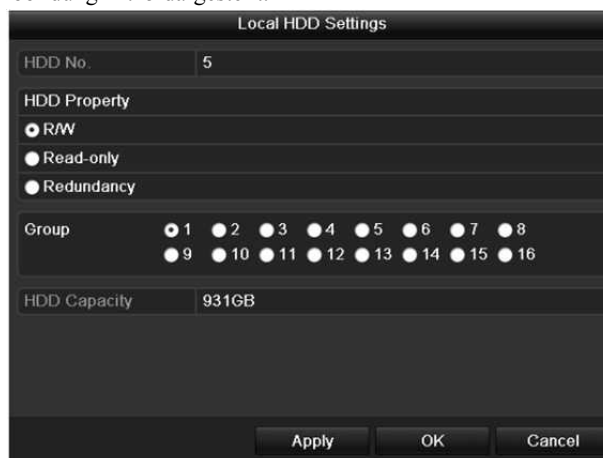 Local HDD Settings
HDD No. 5
HDD Property
R/W
Read-only
Redundancy
Group 1 2 3 4 5 6 7 8
9 10 11 12 13 14 15 16
HDD Capacity 931GB
Apply OK Cancel